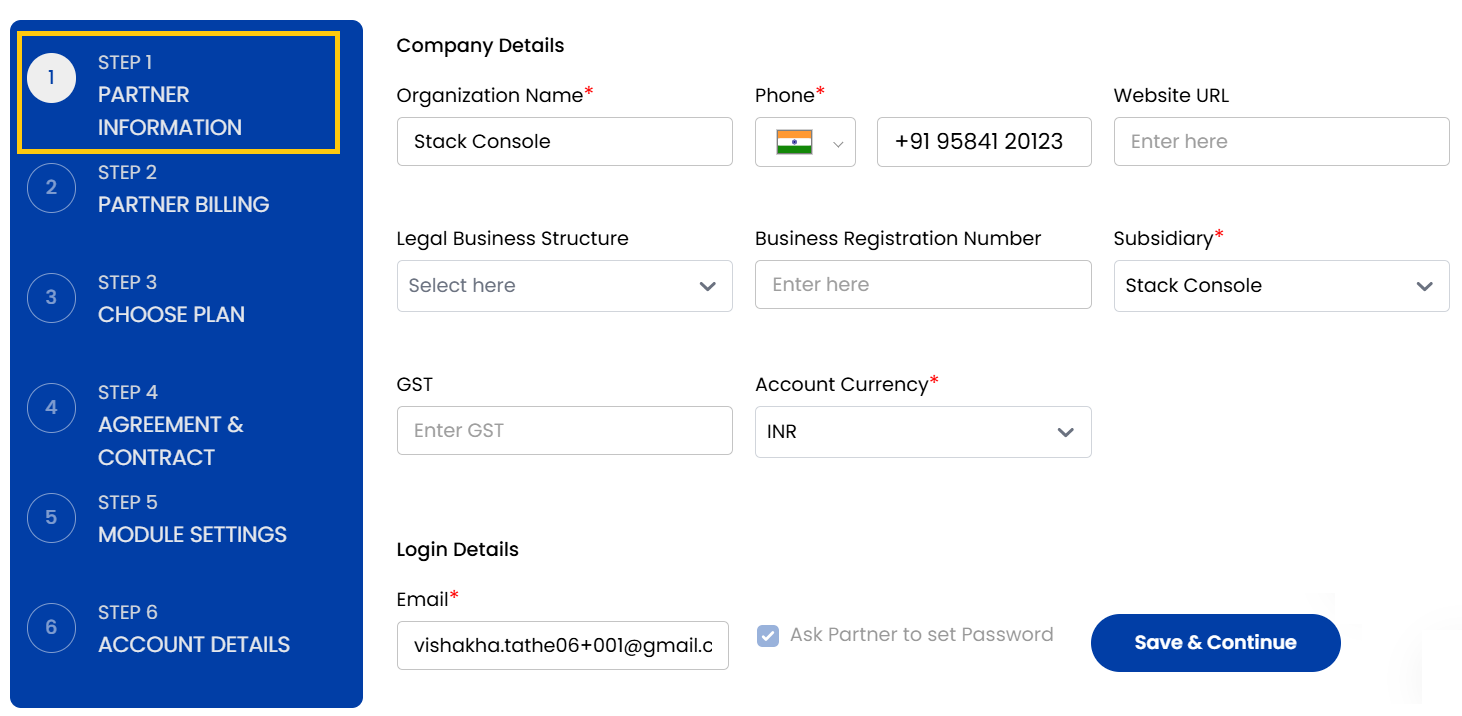 1
STEP 1
PARTNER
INFORMATION
2
STEP 2
PARTNER BILLING
3
STEP 3
CHOOSE PLAN
4
STEP 4
AGREEMENT &
CONTRACT
5
STEP 5
MODULE SETTINGS
6
STEP 6
ACCOUNT DETAILS
Company Details
Organization Name* Phone* Website URL
Stack Console +91 95841 20123 Enter here
Legal Business Structure Business Registration Number Subsidiary*
Select here Enter here Stack Console
GST Account Currency*
Enter GST INR
Login Details
Email*
vishakha.tathe06+001@gmail.c Ask Partner to set Password Save & Continue